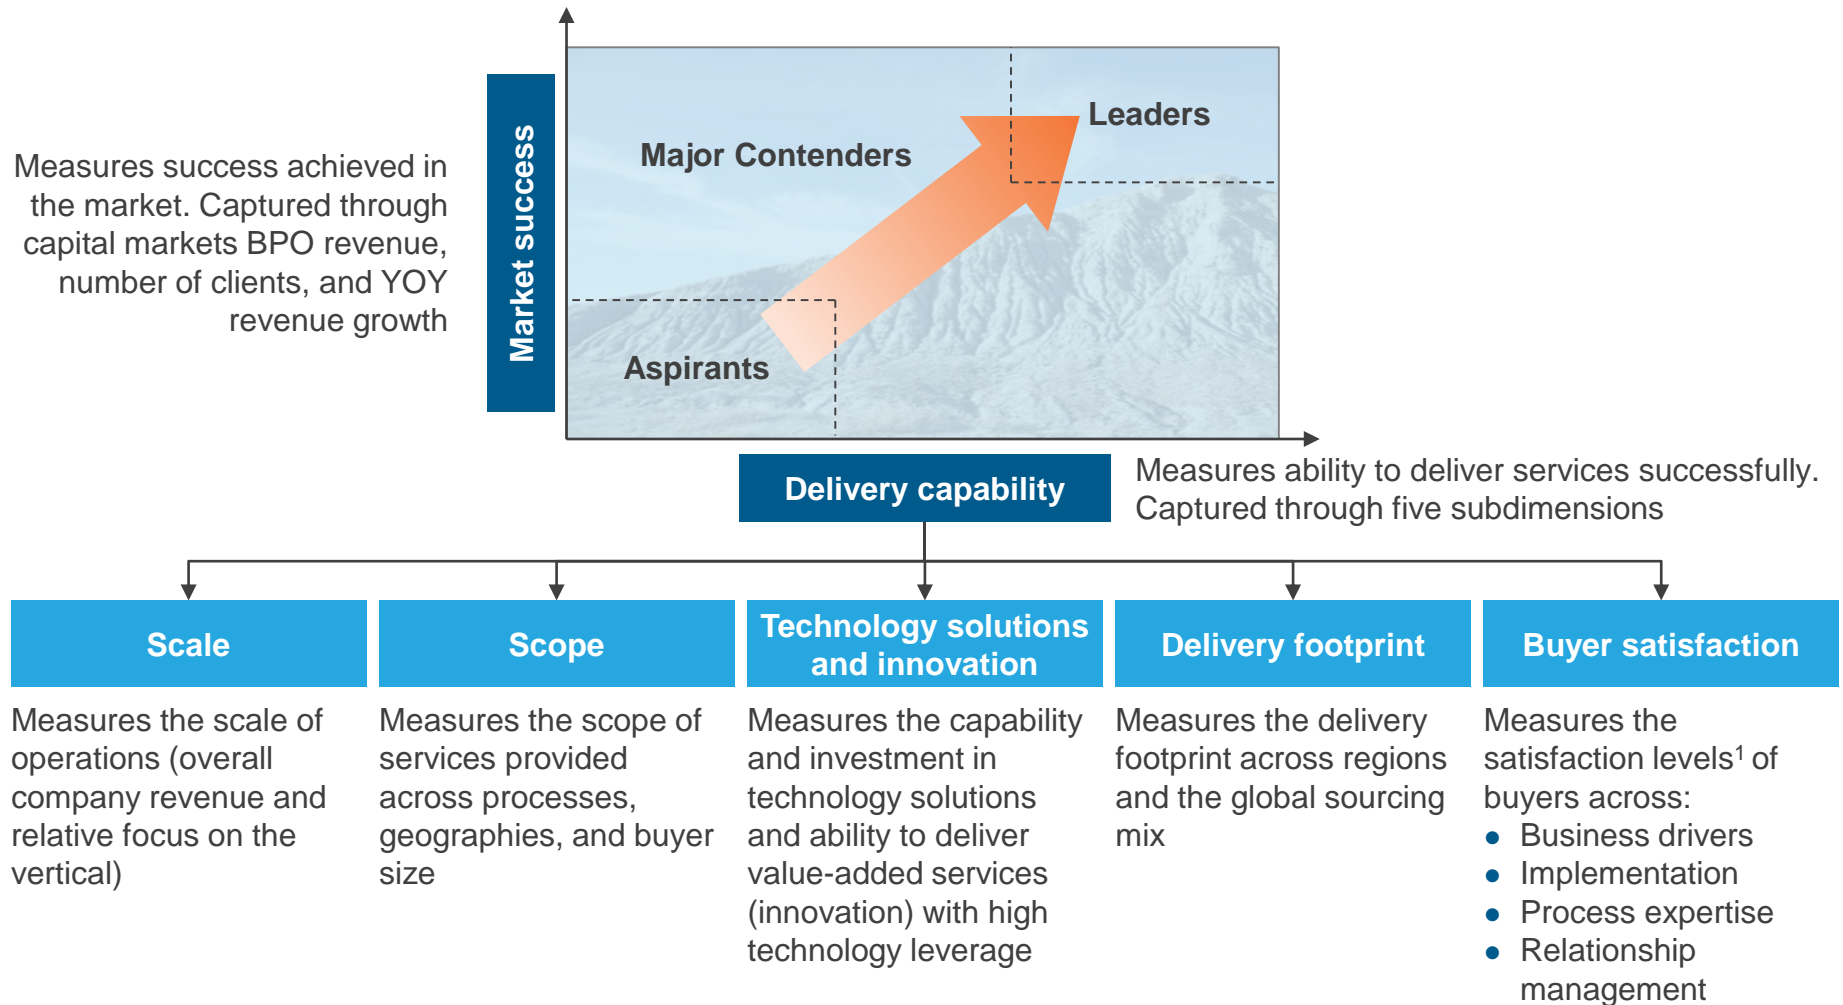 Leaders
Major Contenders
Aspirants
Market success
Measures success achieved in
the market. Captured through
capital markets BPO revenue,
number of clients, and YOY
revenue growth
Delivery capability
Measures ability to deliver services successfully.
Captured through five subdimensions
Scale
Measures the scale of
operations (overall
company revenue and
relative focus on the
vertical)
Scope
Measures the scope of
services provided
across processes,
geographies, and buyer
size
Technology solutions
and innovation
Measures the capability
and investment in
technology solutions
and ability to deliver
value-added services
(innovation) with high
technology leverage
Delivery footprint
Measures the delivery
footprint across regions
and the global sourcing
mix
Buyer satisfaction
Measures the
satisfaction levels¹ of
buyers across:
● Business drivers
● Implementation
● Process expertise
● Relationship
management